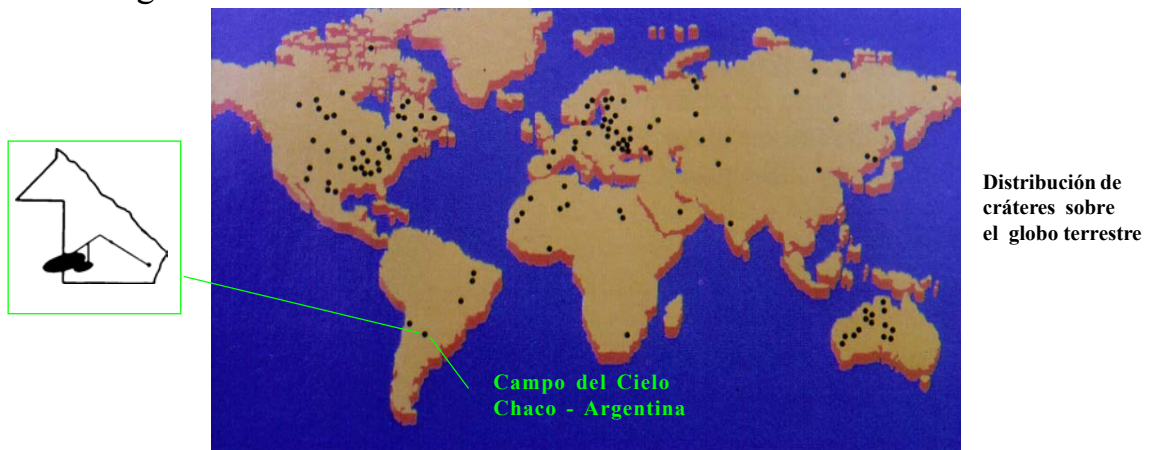 Distribución de
cráteres sobre
el globo terrestre
Campo del Cielo
Chaco - Argentina